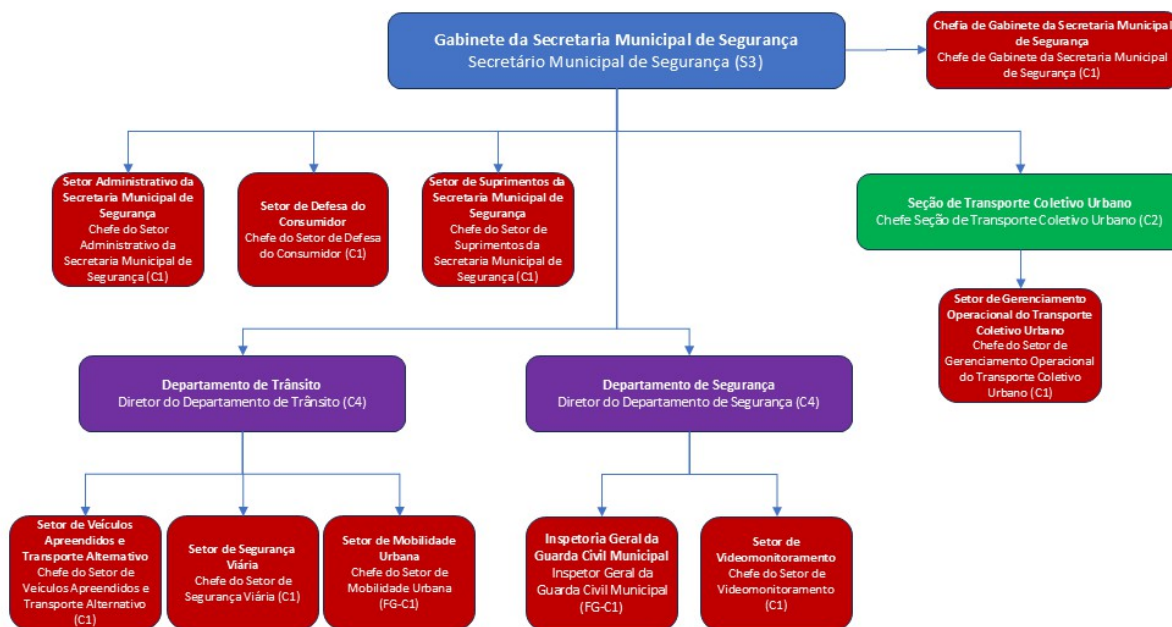 Gabinete da Secretaria Municipal de Segurança
Secretário Municipal de Segurança (S3)
Chefia de Gabinete da Secretaria Municipal
de Segurança
Chefe de Gabinete da Secretaria Municipal
de Segurança (C1)
Setor Administrativo da
Secretaria Municipal de
Segurança
Chefe do Setor
Administrativo da
Secretaria Municipal de
Segurança (C1)
Setor de Defesa do
Consumidor
Chefe do Setor de Defesa
do Consumidor (C1)
Setor de Suprimentos da
Secretaria Municipal de
Segurança
Chefe do Setor de
Suprimentos da
Secretaria Municipal de
Segurança (C1)
Seção de Transporte Coletivo Urbano
Chefe Seção de Transporte Coletivo Urbano (C2)
Setor de Gerenciamento
Operacional do Transporte
Coletivo Urbano
Chefe do Setor de
Gerenciamento Operacional
do Transporte Coletivo
Urbano (C1)
Departamento de Trânsito
Diretor do Departamento de Trânsito (C4)
Departamento de Segurança
Diretor do Departamento de Segurança (C4)
Setor de Veículos
Apreendidos e
Transporte Alternativo
Chefe do Setor de
Veículos Apreendidos e
Transporte Alternativo
(C1)
Setor de Segurança
Viária
Chefe do Setor de
Segurança Viária (C1)
Setor de Mobilidade
Urbana
Chefe do Setor de
Mobilidade Urbana
(FG-C1)
Inspetoria Geral da
Guarda Civil Municipal
Inspetor Geral da
Guarda Civil Municipal
(FG-C1)
Setor de
Videomonitoramento
Chefe do Setor de
Videomonitoramento
(C1)